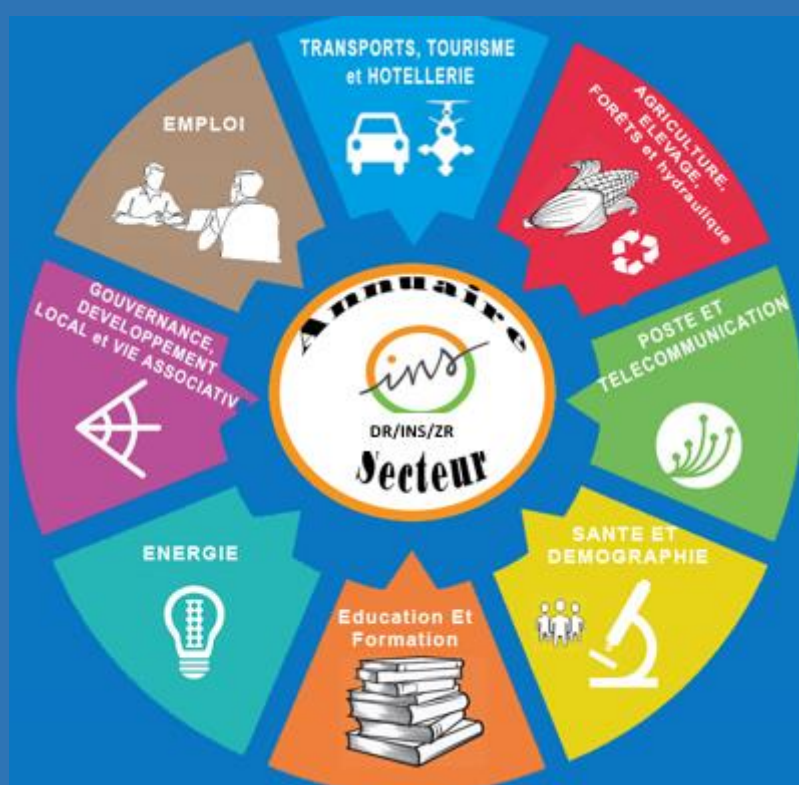 TRANSPORTS, TOURISME
et HOTELLERIE
AGRICULTURE,
ELEVAGE,
FORÊTS et hydraulique
POSTE ET
TELECOMMUNICATION
SANTE ET
DEMOGRAPHIE
Education Et
Formation
ENERGIE
GOUVERNANCE,
DEVELOPPEMENT
LOCAL et VIE ASSOCIATIV
EMPLOI
Annuaire
ins
DR/INS/ZR
Secteur